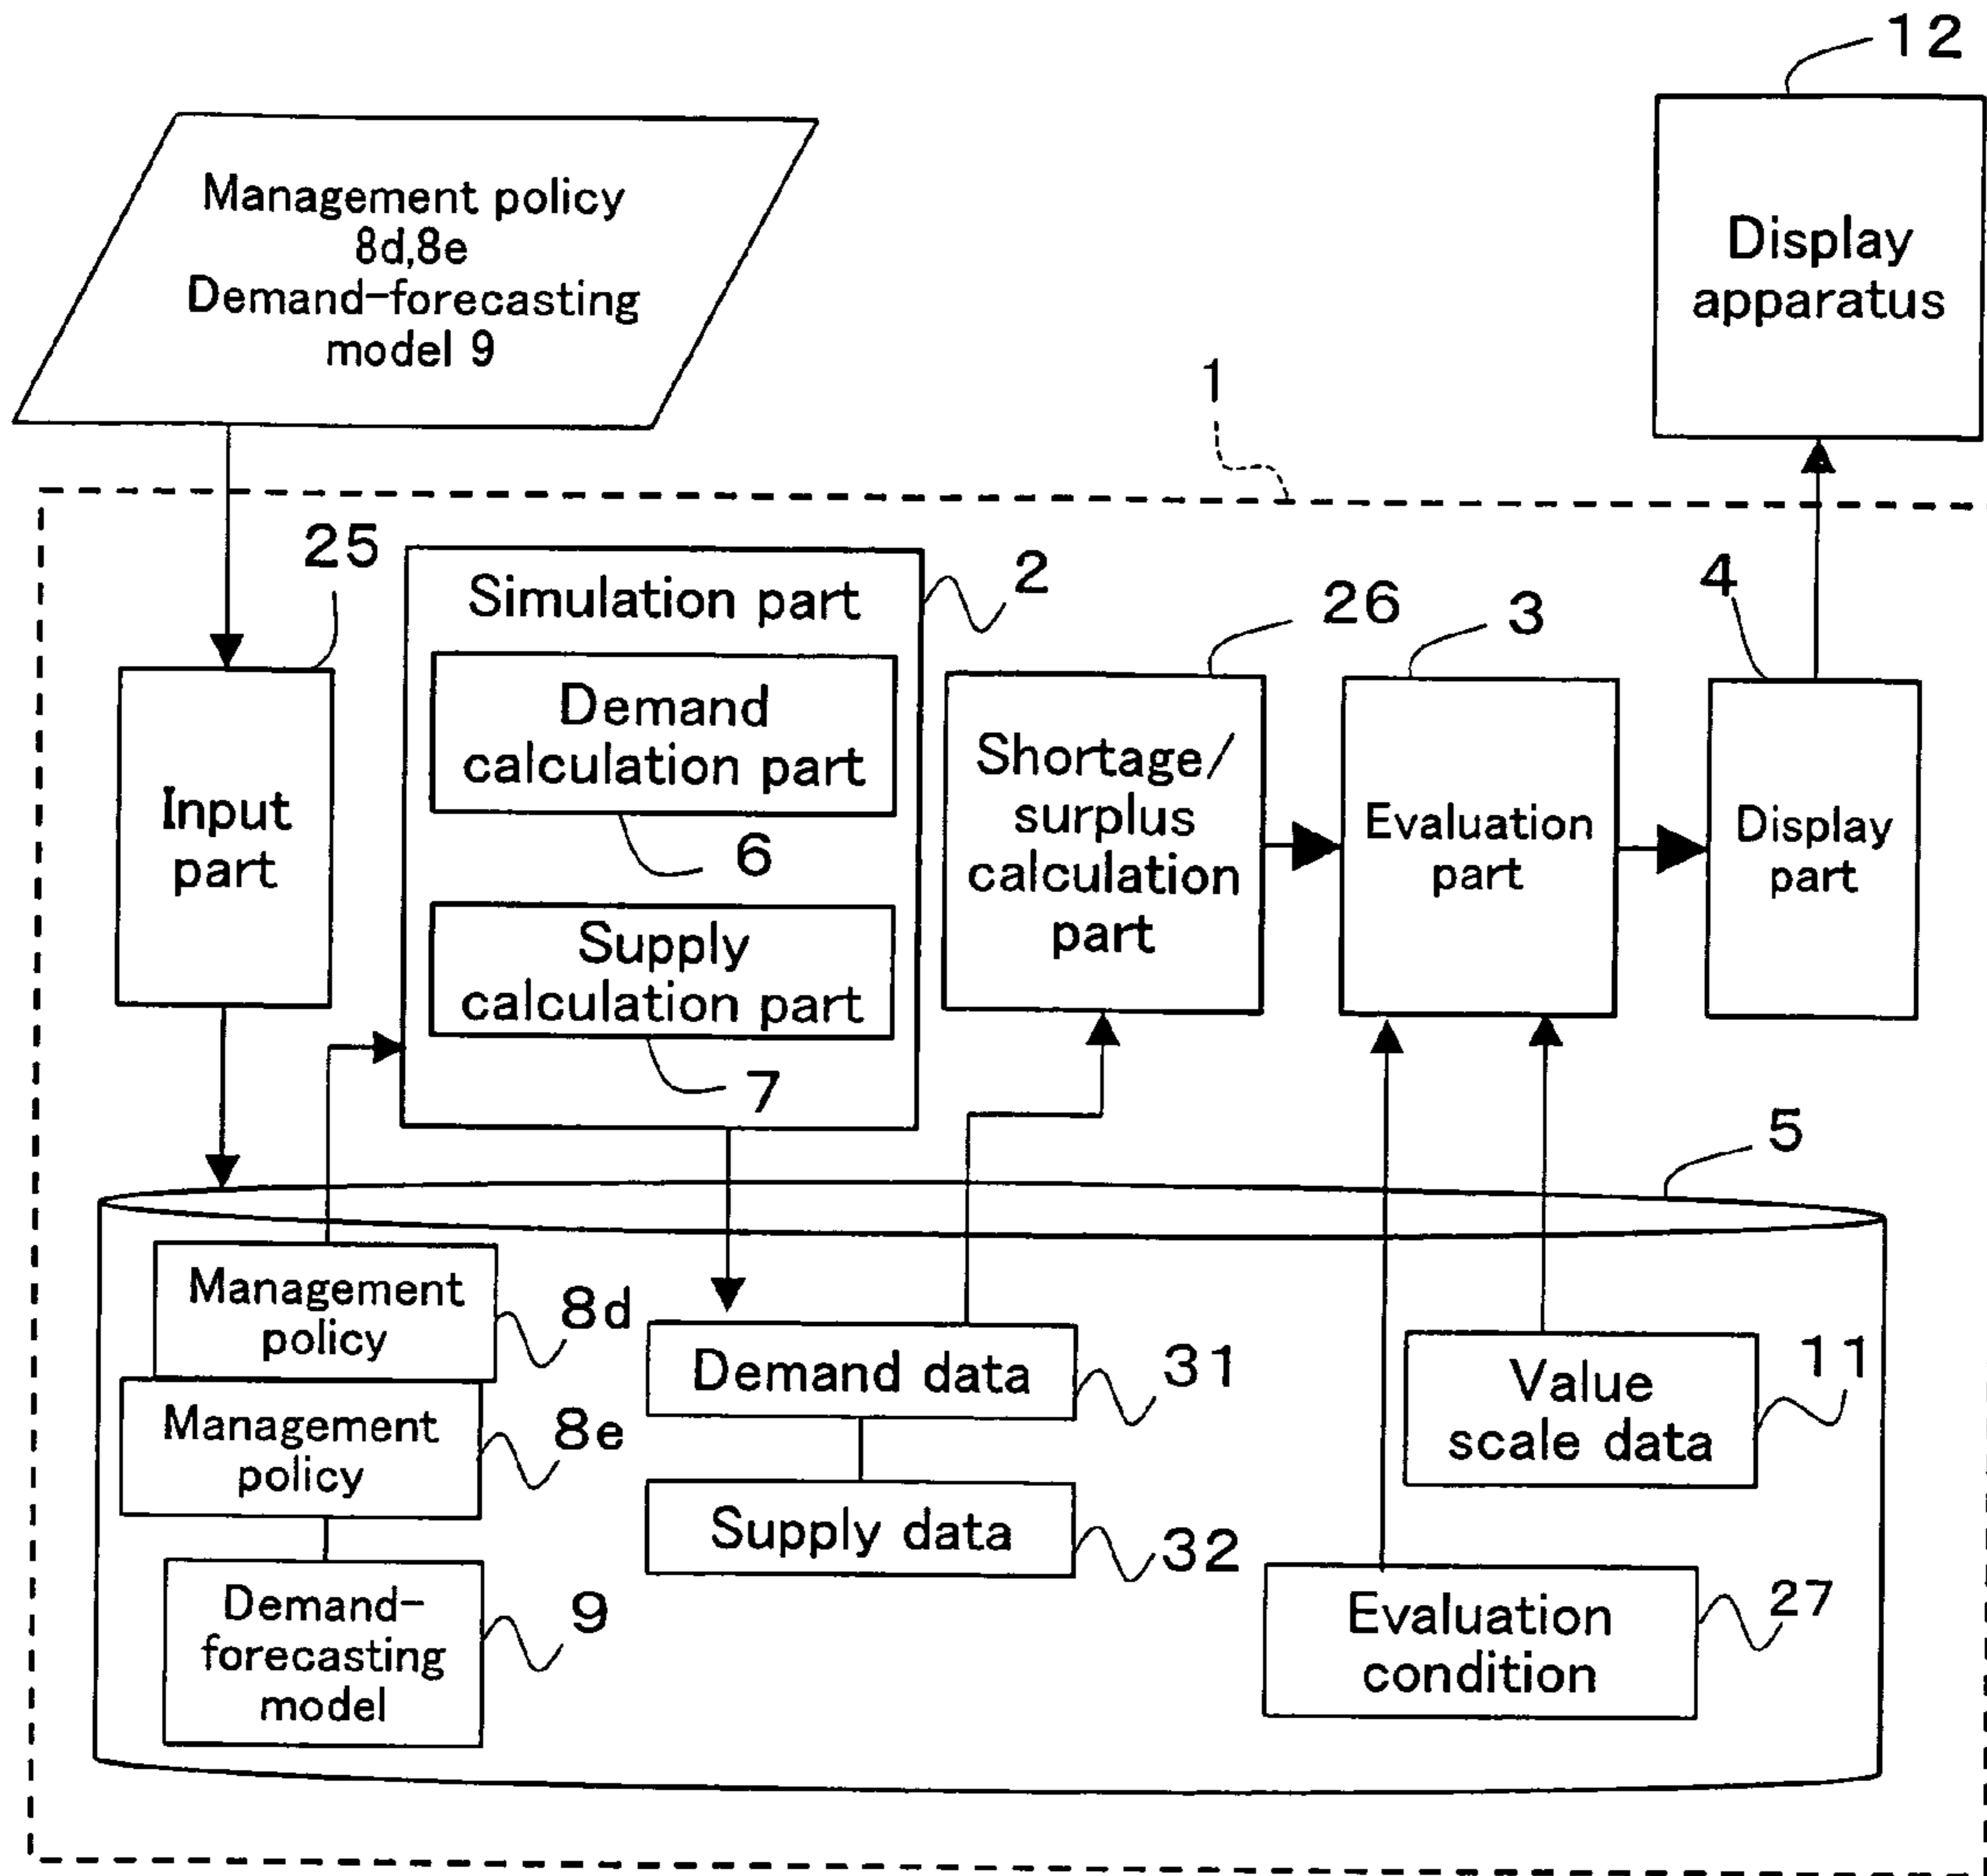 12
Management policy
8d,8e
Demand-forecasting
model 9
Display
apparatus
1
25
Simulation part
2
Demand
calculation part
6
Supply
calculation part
7
Input
part
26
Shortage/
surplus
calculation
part
3
Evaluation
part
4
Display
part
5
Management
policy
8d
Management
policy
8e
Demand-
forecasting
model
9
Demand data
31
Supply data
32
Value
scale data
11
Evaluation
condition
27